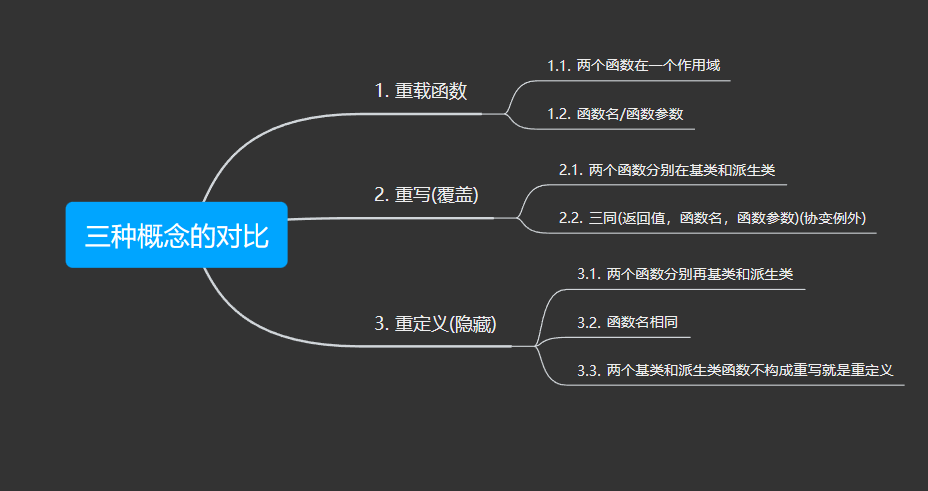 三种概念的对比
1. 重载函数
1.1. 两个函数在一个作用域
1.2. 函数名/函数参数
2. 重写(覆盖)
2.1. 两个函数分别在基类和派生类
2.2. 三同(返回值，函数名，函数参数)(协变例外)
3. 重定义(隐藏)
3.1. 两个函数分别再基类和派生类
3.2. 函数名相同
3.3. 两个基类和派生类函数不构成重写就是重定义